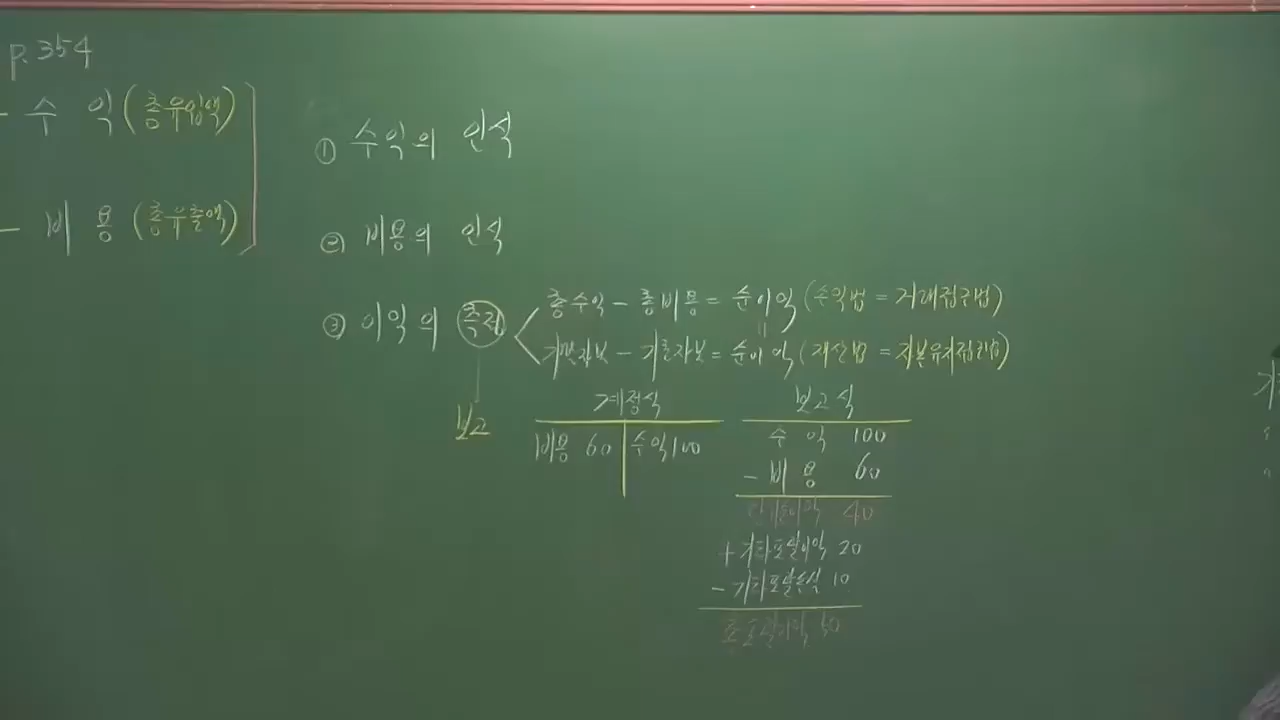 p.354
- 수 익 (총유입액)
- 비 용 (총유출액)
① 수익의 인식
② 비용의 인식
③ 이익의 측정
총수익 - 총비용 = 순이익 (수익법 = 거래접근법)
=
기말자본 - 기초자본 = 순이익 (재산법 = 자본유지접근법)
보고
계정식
비용 60 수익 100
보고식
수 익 100
- 비 용 60
당기순이익 40
+ 기타포괄이익 20
- 기타포괄손실 10
총포괄이익 50